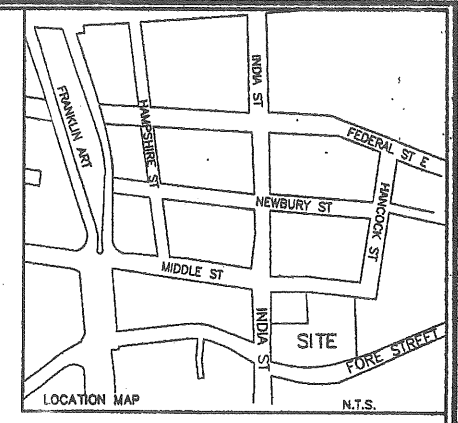 INDIA ST
FRANKLIN ART
HAMPSHIRE ST
FEDERAL ST E
HANCOCK ST
NEWBURY ST
MIDDLE ST
INDIA ST
SITE
FORE STREET
LOCATION MAP
N.T.S.